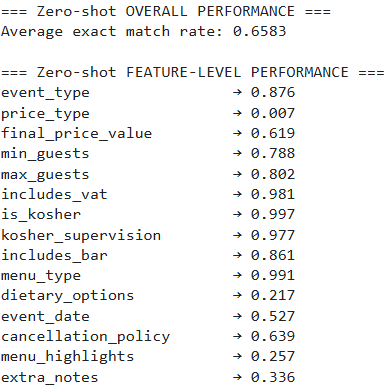 === Zero-shot OVERALL PERFORMANCE ===
Average exact match rate: 0.6583
=== Zero-shot FEATURE-LEVEL PERFORMANCE ===
event_type → 0.876
price_type → 0.007
final_price_value → 0.619
min_guests → 0.788
max_guests → 0.802
includes_vat → 0.981
is_kosher → 0.997
kosher_supervision → 0.977
includes_bar → 0.861
menu_type → 0.991
dietary_options → 0.217
event_date → 0.527
cancellation_policy → 0.639
menu_highlights → 0.257
extra_notes → 0.336